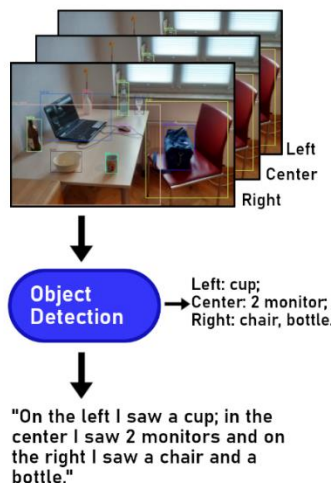 Left
Center
Right
Object
Detection
Left: cup;
Center: 2 monitor;
Right: chair, bottle.
"On the left I saw a cup; in the
center I saw 2 monitors and on
the right I saw a chair and a
bottle."